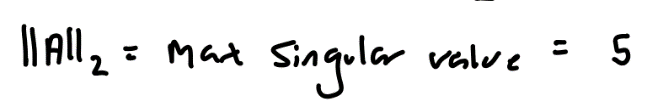 ||A||₂ = Max Singular value = 5